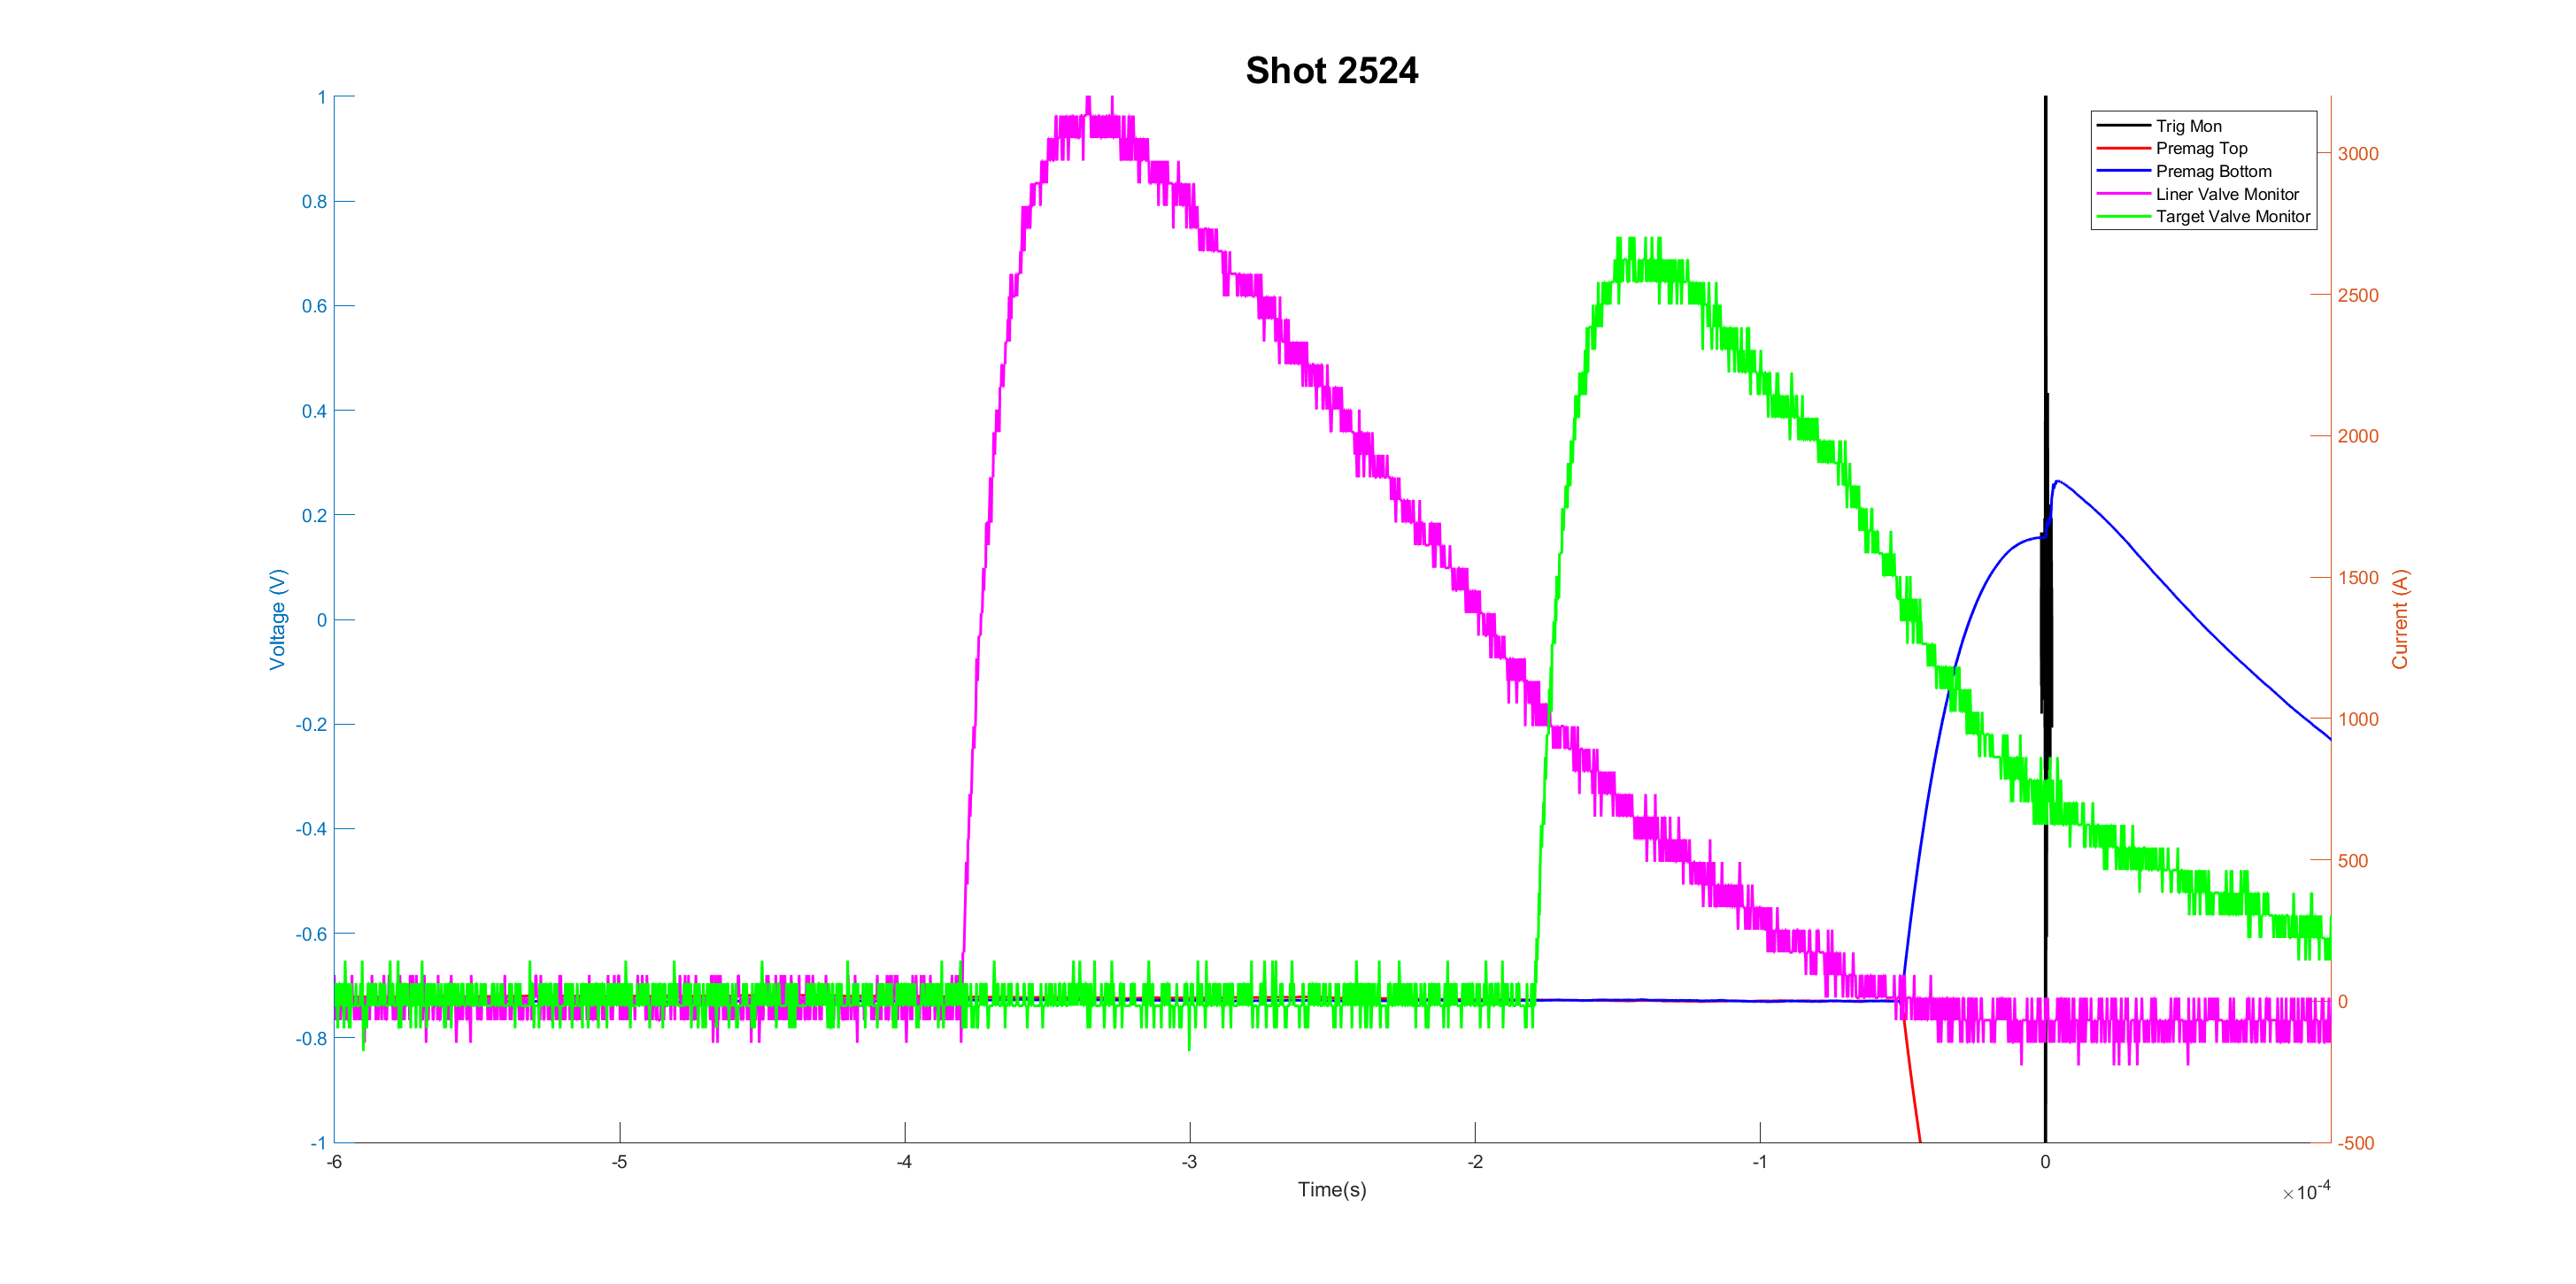 Shot 2524
1
0.8
0.6
0.4
0.2
0
-0.2
-0.4
-0.6
-0.8
-1
Voltage (V)
Trig Mon
Premag Top
Premag Bottom
Liner Valve Monitor
Target Valve Monitor
3000
2500
2000
1500
1000
500
0
-500
Current (A)
-6 -5 -4 -3 -2 -1 0
Time(s)
×10-4